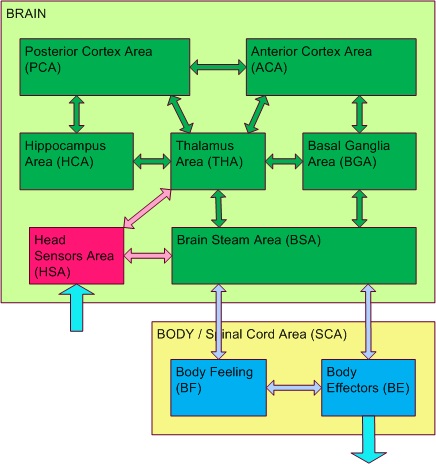 BRAIN
Posterior Cortex Area
(PCA)
Anterior Cortex Area
(ACA)
Hippocampus
Area (HCA)
Thalamus
Area (THA)
Basal Ganglia
Area (BGA)
Head
Sensors Area
(HSA)
Brain Steam Area (BSA)
BODY / Spinal Cord Area (SCA)
Body Feeling
(BF)
Body
Effectors (BE)